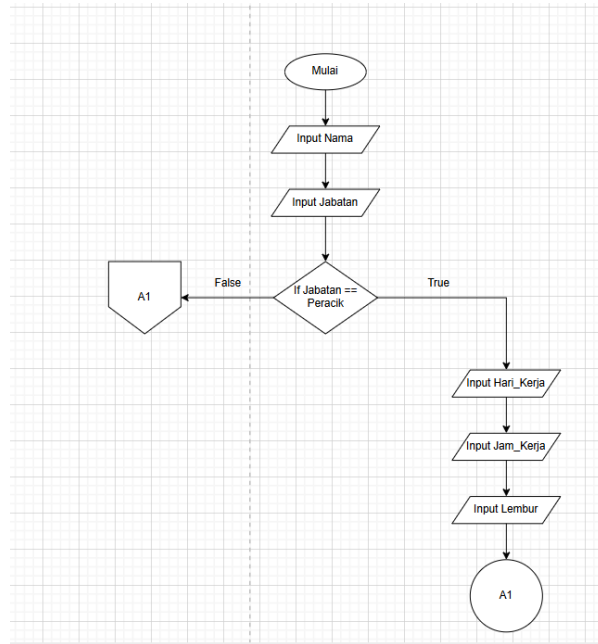 Mulai
Input Nama
Input Jabatan
False
If Jabatan ==
Peracik
True
A1
Input Hari_Kerja
Input Jam_Kerja
Input Lembur
A1